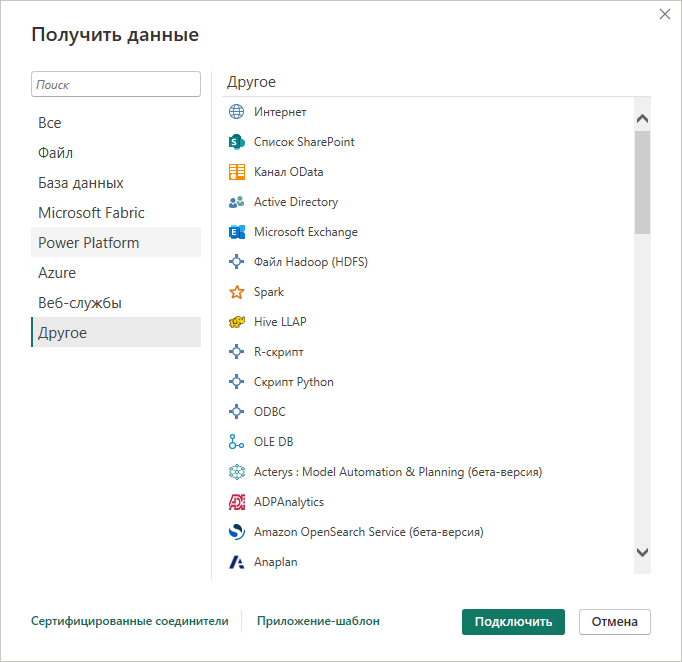 Получить данные
Поиск
Все
Файл
База данных
Microsoft Fabric
Power Platform
Azure
Веб-службы
Другое
Другое
Интернет
Список SharePoint
Канал OData
Active Directory
Microsoft Exchange
Файл Hadoop (HDFS)
Spark
Hive LLAP
R-скрипт
Скрипт Python
ODBC
OLE DB
Acterys : Model Automation & Planning (бета-версия)
ADPAnalytics
Amazon OpenSearch Service (бета-версия)
Anaplan
Сертифицированные соединители
Приложение-шаблон
Подключить
Отмена